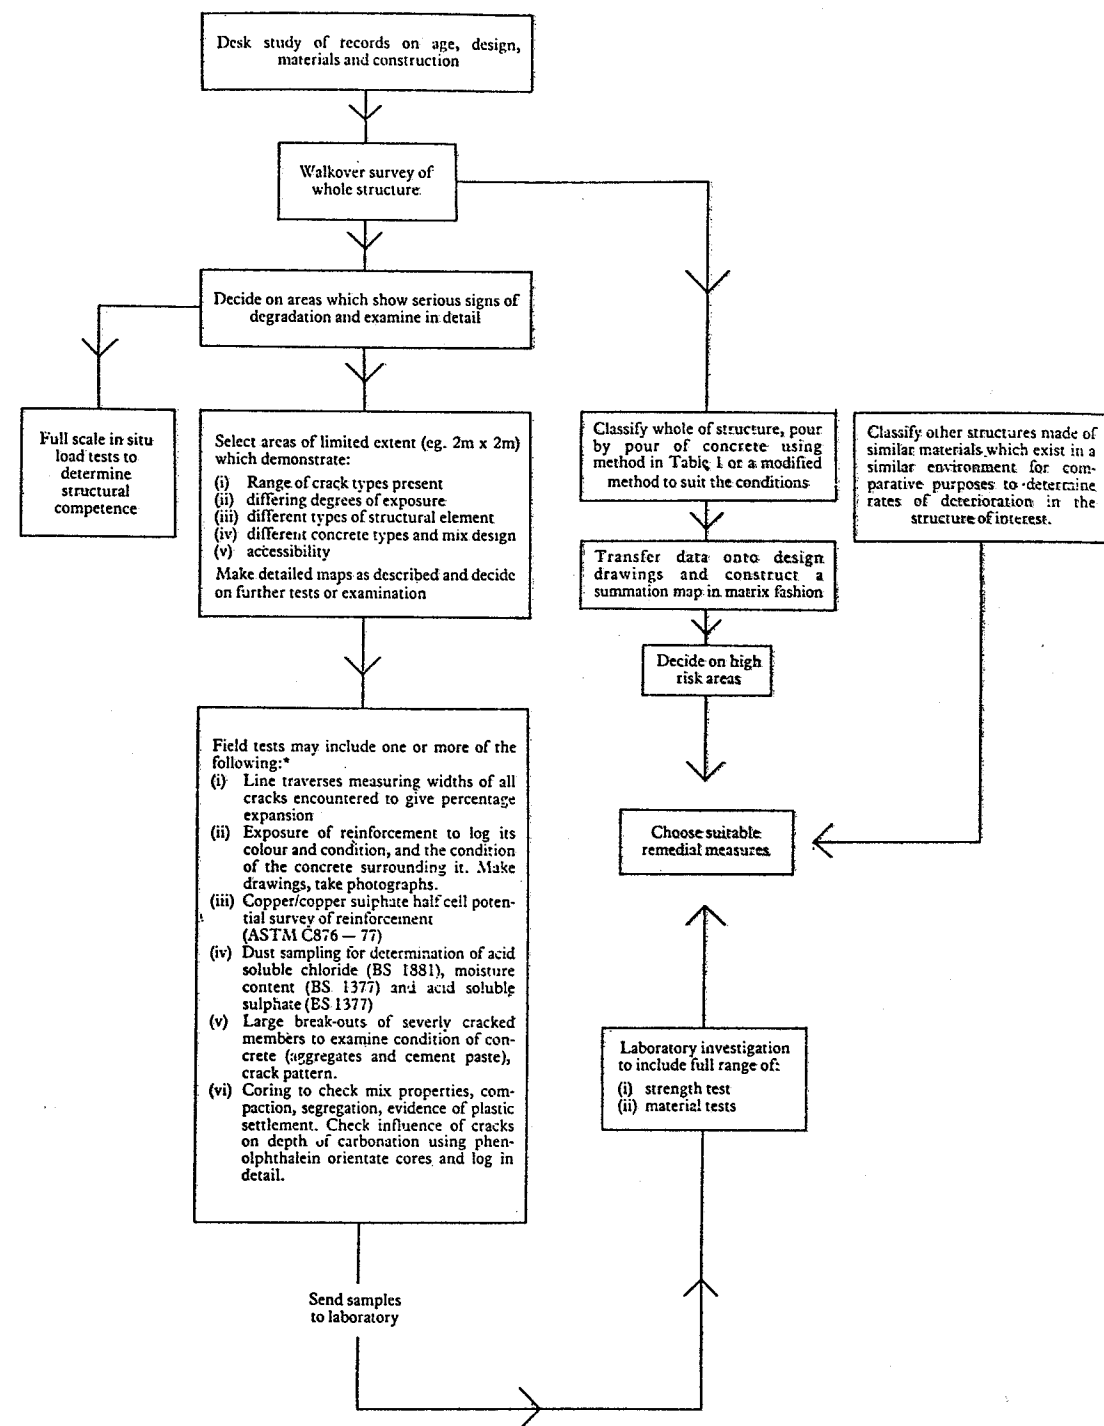 Desk study of records on age, design,
materials and construction
Walkover survey of
whole structure
Decide on areas which show serious signs of
degradation and examine in detail
Full scale in situ
load tests to
determine
structural
competence
Select areas of limited extent (eg. 2m x 2m)
which demonstrate:
(i) Range of crack types present
(ii) differing degrees of exposure
(iii) different types of structural element
(iv) different concrete types and mix design
(v) accessibility
Make detailed maps as described and decide
on further tests or examination
Classify whole of structure, pour
by pour of concrete using
method in Table 1 or a modified
method to suit the conditions
Classify other structures made of
similar materials which exist in a
similar environment for com-
parative purposes to determine
rates of deterioration in the
structure of interest.
Transfer data onto design
drawings and construct a
summation map in matrix fashion
Decide on high
risk areas
Field tests may include one or more of the
following:*
(i) Line traverses measuring widths of all
cracks encountered to give percentage
expansion
(ii) Exposure of reinforcement to log its
colour and condition, and the condition
of the concrete surrounding it. Make
drawings, take photographs.
(iii) Copper/copper sulphate half cell poten-
tial survey of reinforcement
(ASTM C876 – 77)
(iv) Dust sampling for determination of acid
soluble chloride (BS 1881), moisture
content (BS 1377) and acid soluble
sulphate (BS 1377)
(v) Large break-outs of severly cracked
members to examine condition of con-
crete (aggregates and cement paste),
crack pattern.
(vi) Coring to check mix properties, com-
paction, segregation, evidence of plastic
settlement. Check influence of cracks
on depth of carbonation using phen-
olphthalein orientate cores and log in
detail.
Choose suitable
remedial measures
Laboratory investigation
to include full range of:
(i) strength test
(ii) material tests
Send samples
to laboratory